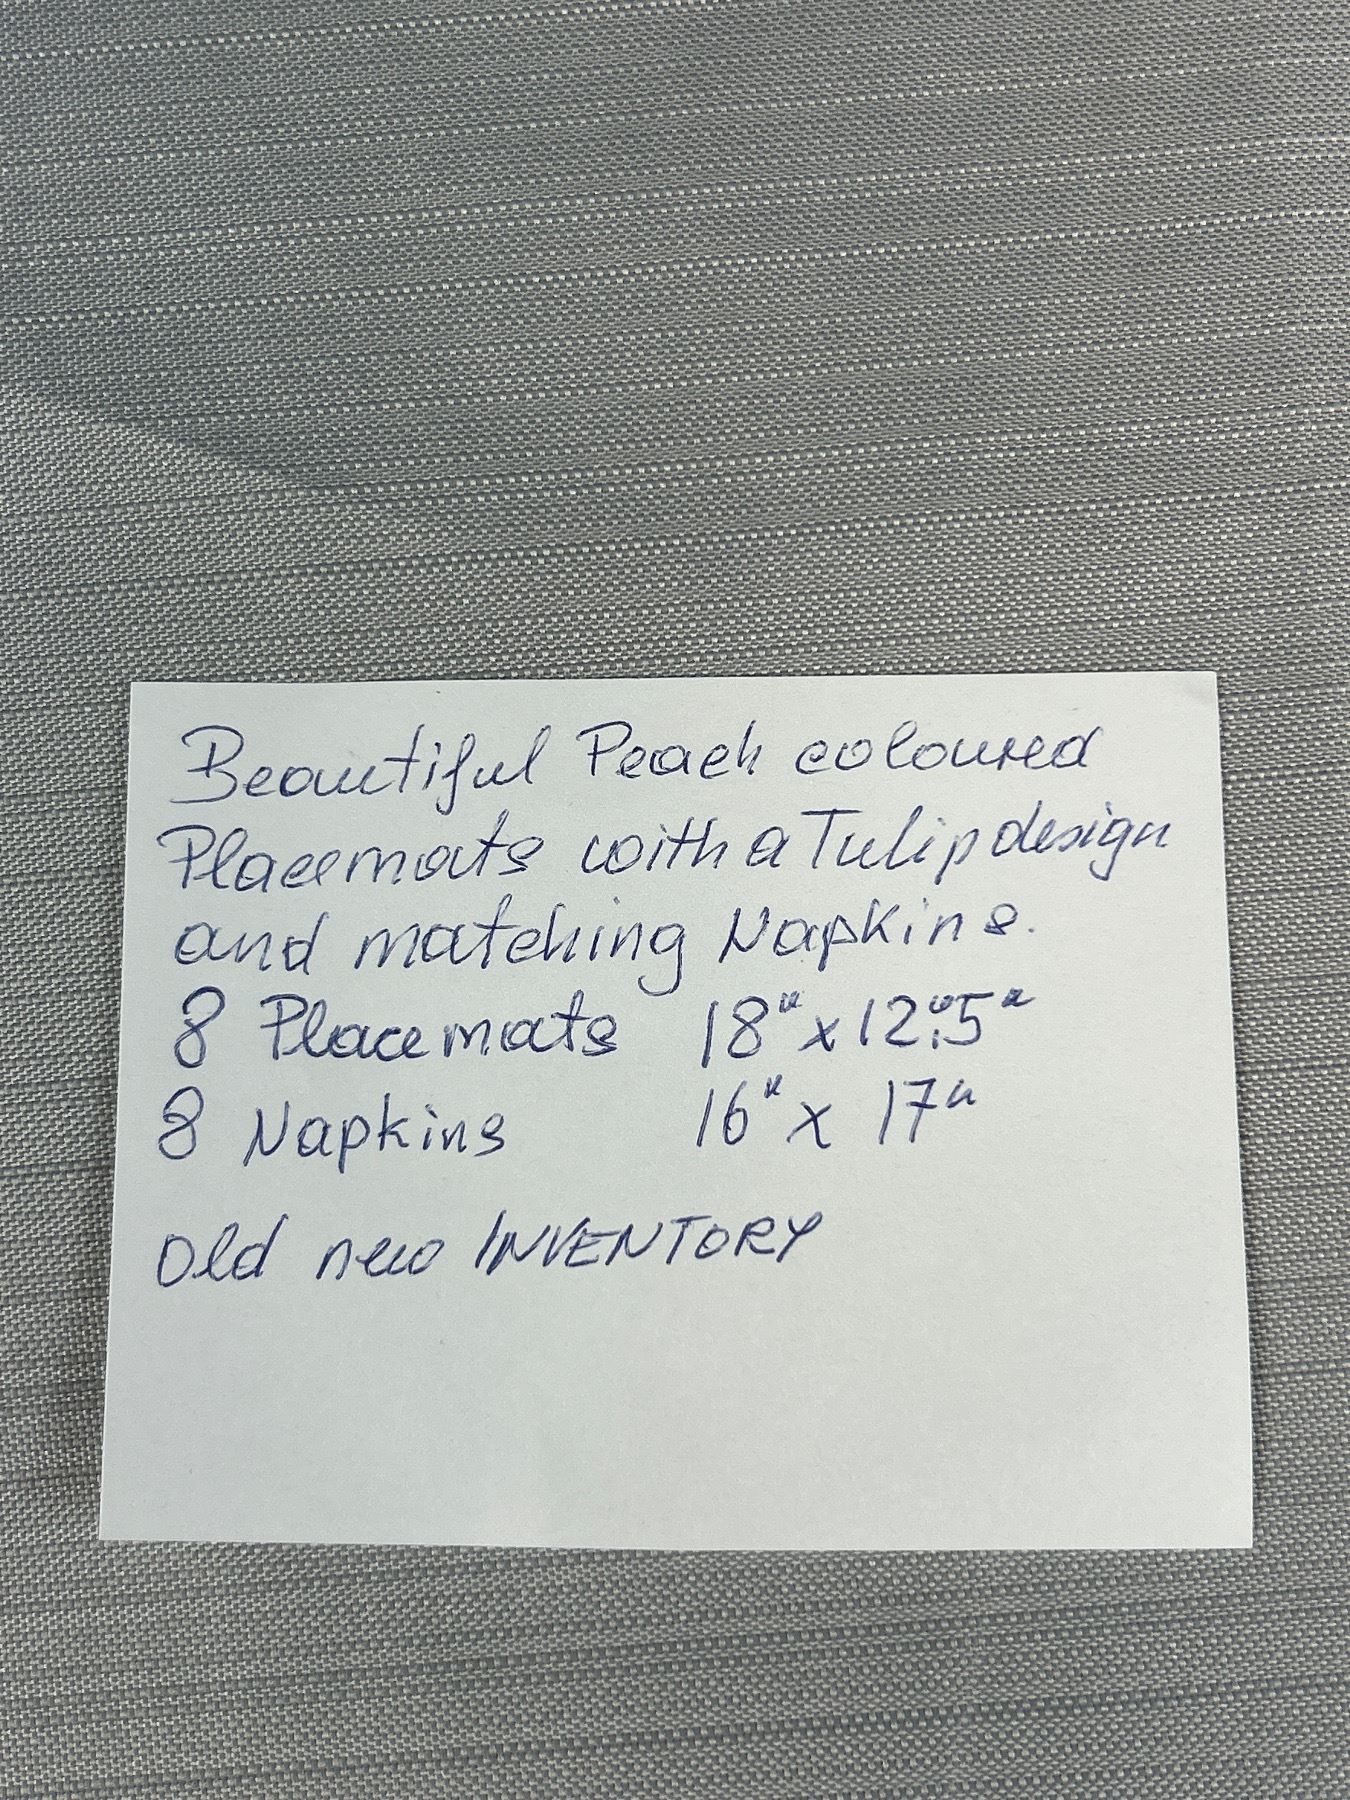 Beautiful Peach coloured
Placemats with a Tulip design
and matching Napkins.
8 Placemats 18" x 12".5"
8 Napkins 16" x 17"
Old new INVENTORY